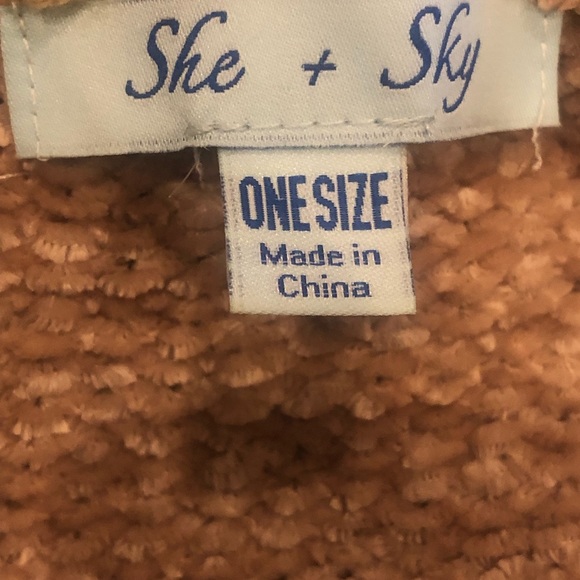 She + Sky
ONE SIZE
Made in
China